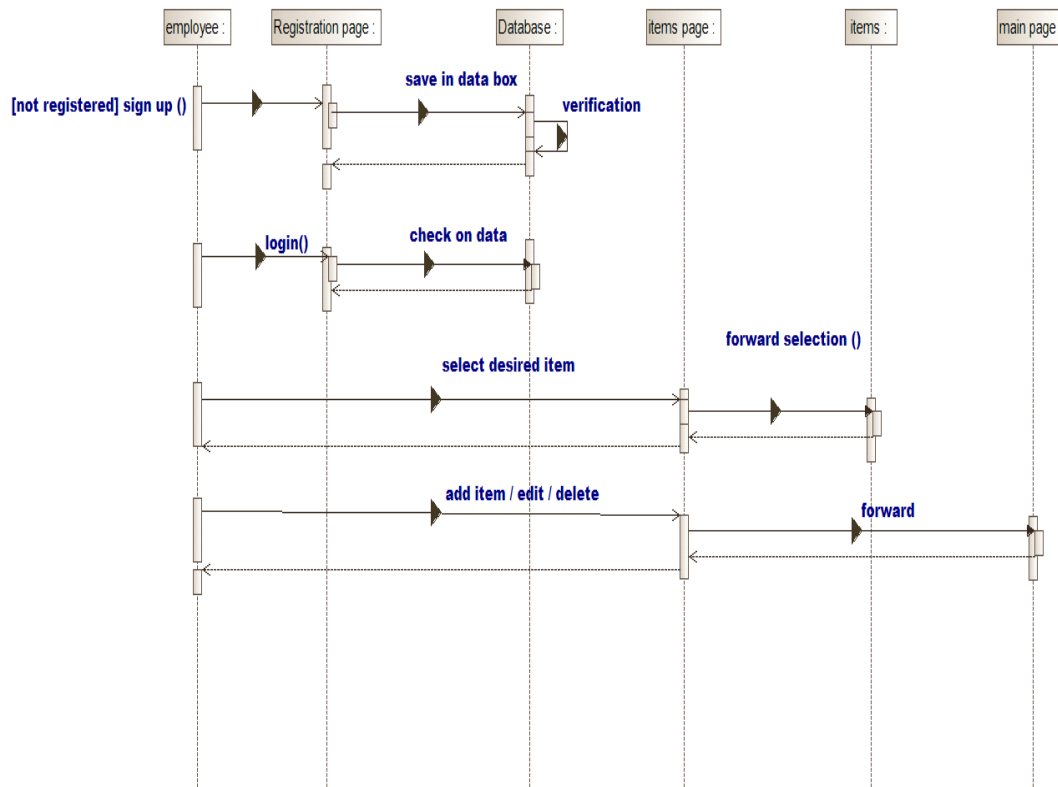 employee :
Registration page :
Database :
items page :
items :
main page
save in data box
[not registered] sign up ()
verification
login()
check on data
forward selection ()
select desired item
add item / edit / delete
forward